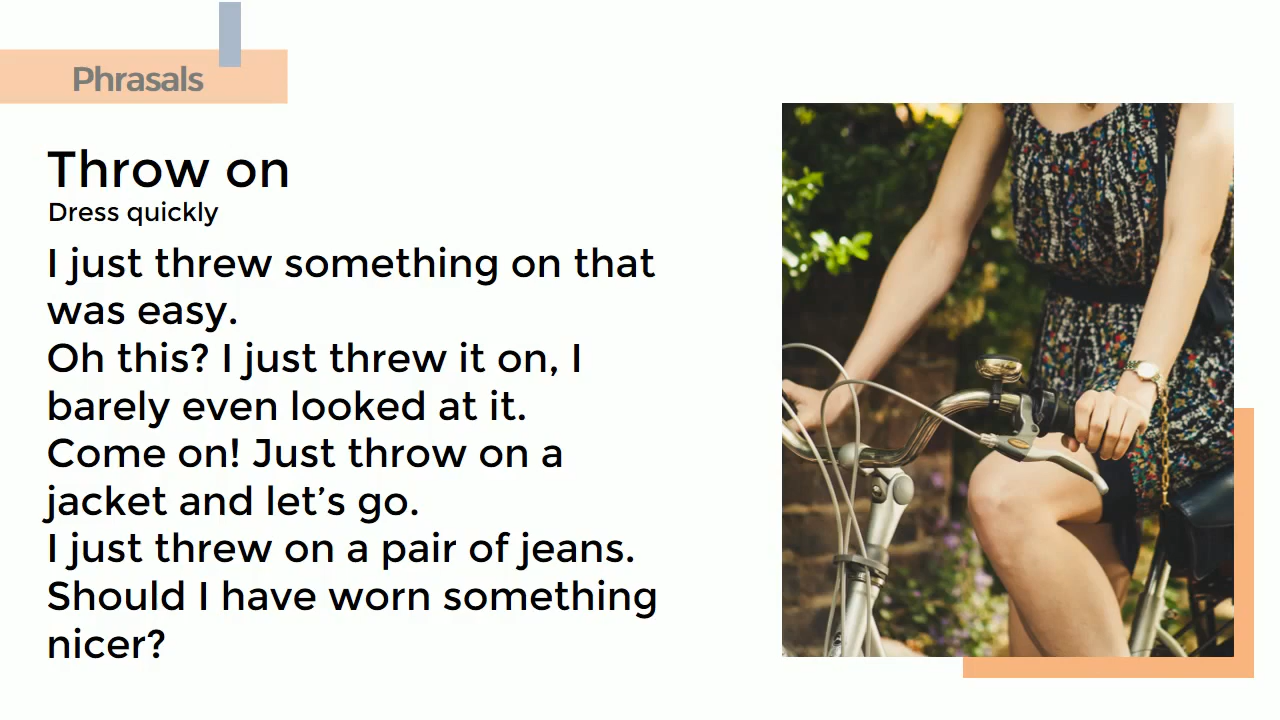 Phrasals
Throw on
Dress quickly
I just threw something on that
was easy.
Oh this? I just threw it on, I
barely even looked at it.
Come on! Just throw on a
jacket and let’s go.
I just threw on a pair of jeans.
Should I have worn something
nicer?